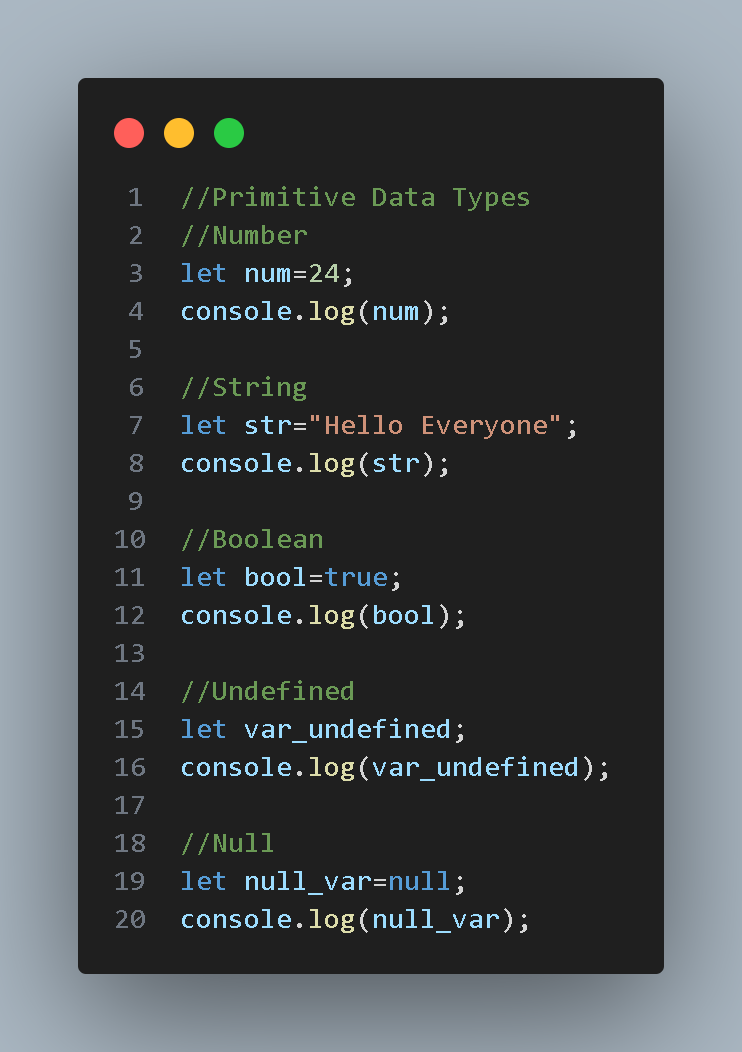 1 //Primitive Data Types
2 //Number
3 let num=24;
4 console.log(num);
5
6 //String
7 let str="Hello Everyone";
8 console.log(str);
9
10 //Boolean
11 let bool=true;
12 console.log(bool);
13
14 //Undefined
15 let var_undefined;
16 console.log(var_undefined);
17
18 //Null
19 let null_var=null;
20 console.log(null_var);